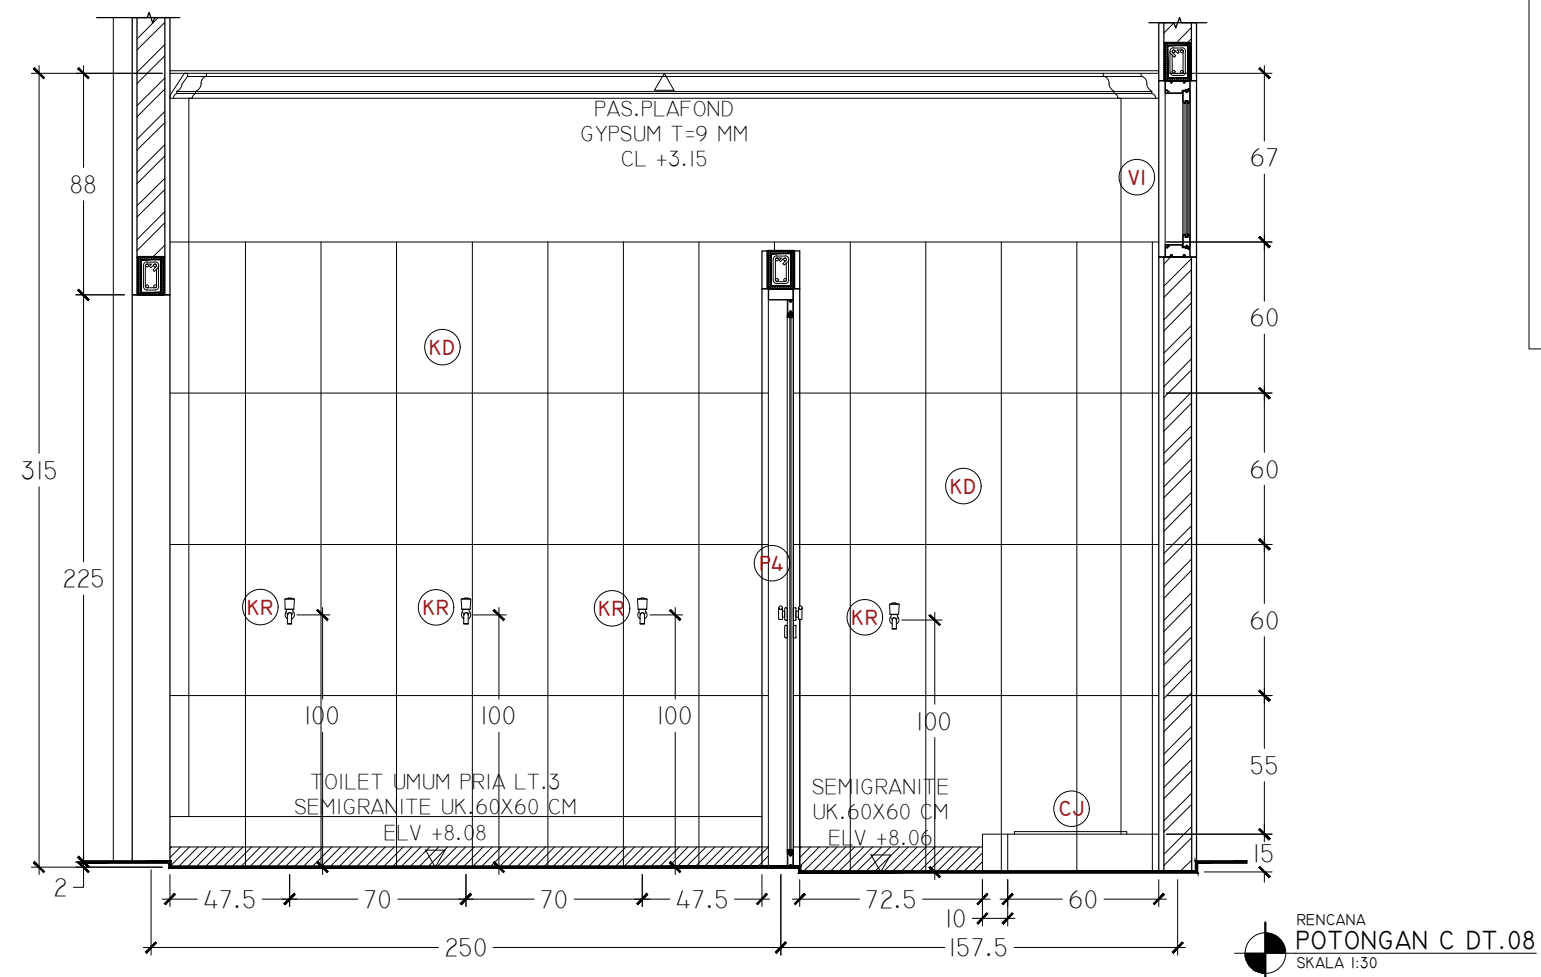 PAS.PLAFOND
GYPSUM T=9 MM
CL +3.15
88
67
VI
60
KD
60
KD
315
225
P4
60
KR
KR
KR
KR
100
100
100
100
55
TOILET UMUM PRIA LT.3
SEMIGRANITE UK.60X60 CM
ELV +8.08
SEMIGRANITE
UK.60X60 CM
ELV +8.06
CJ
15
2
47.5
70
70
47.5
72.5
60
10
250
157.5
RENCANA
POTONGAN C DT.08
SKALA 1:30